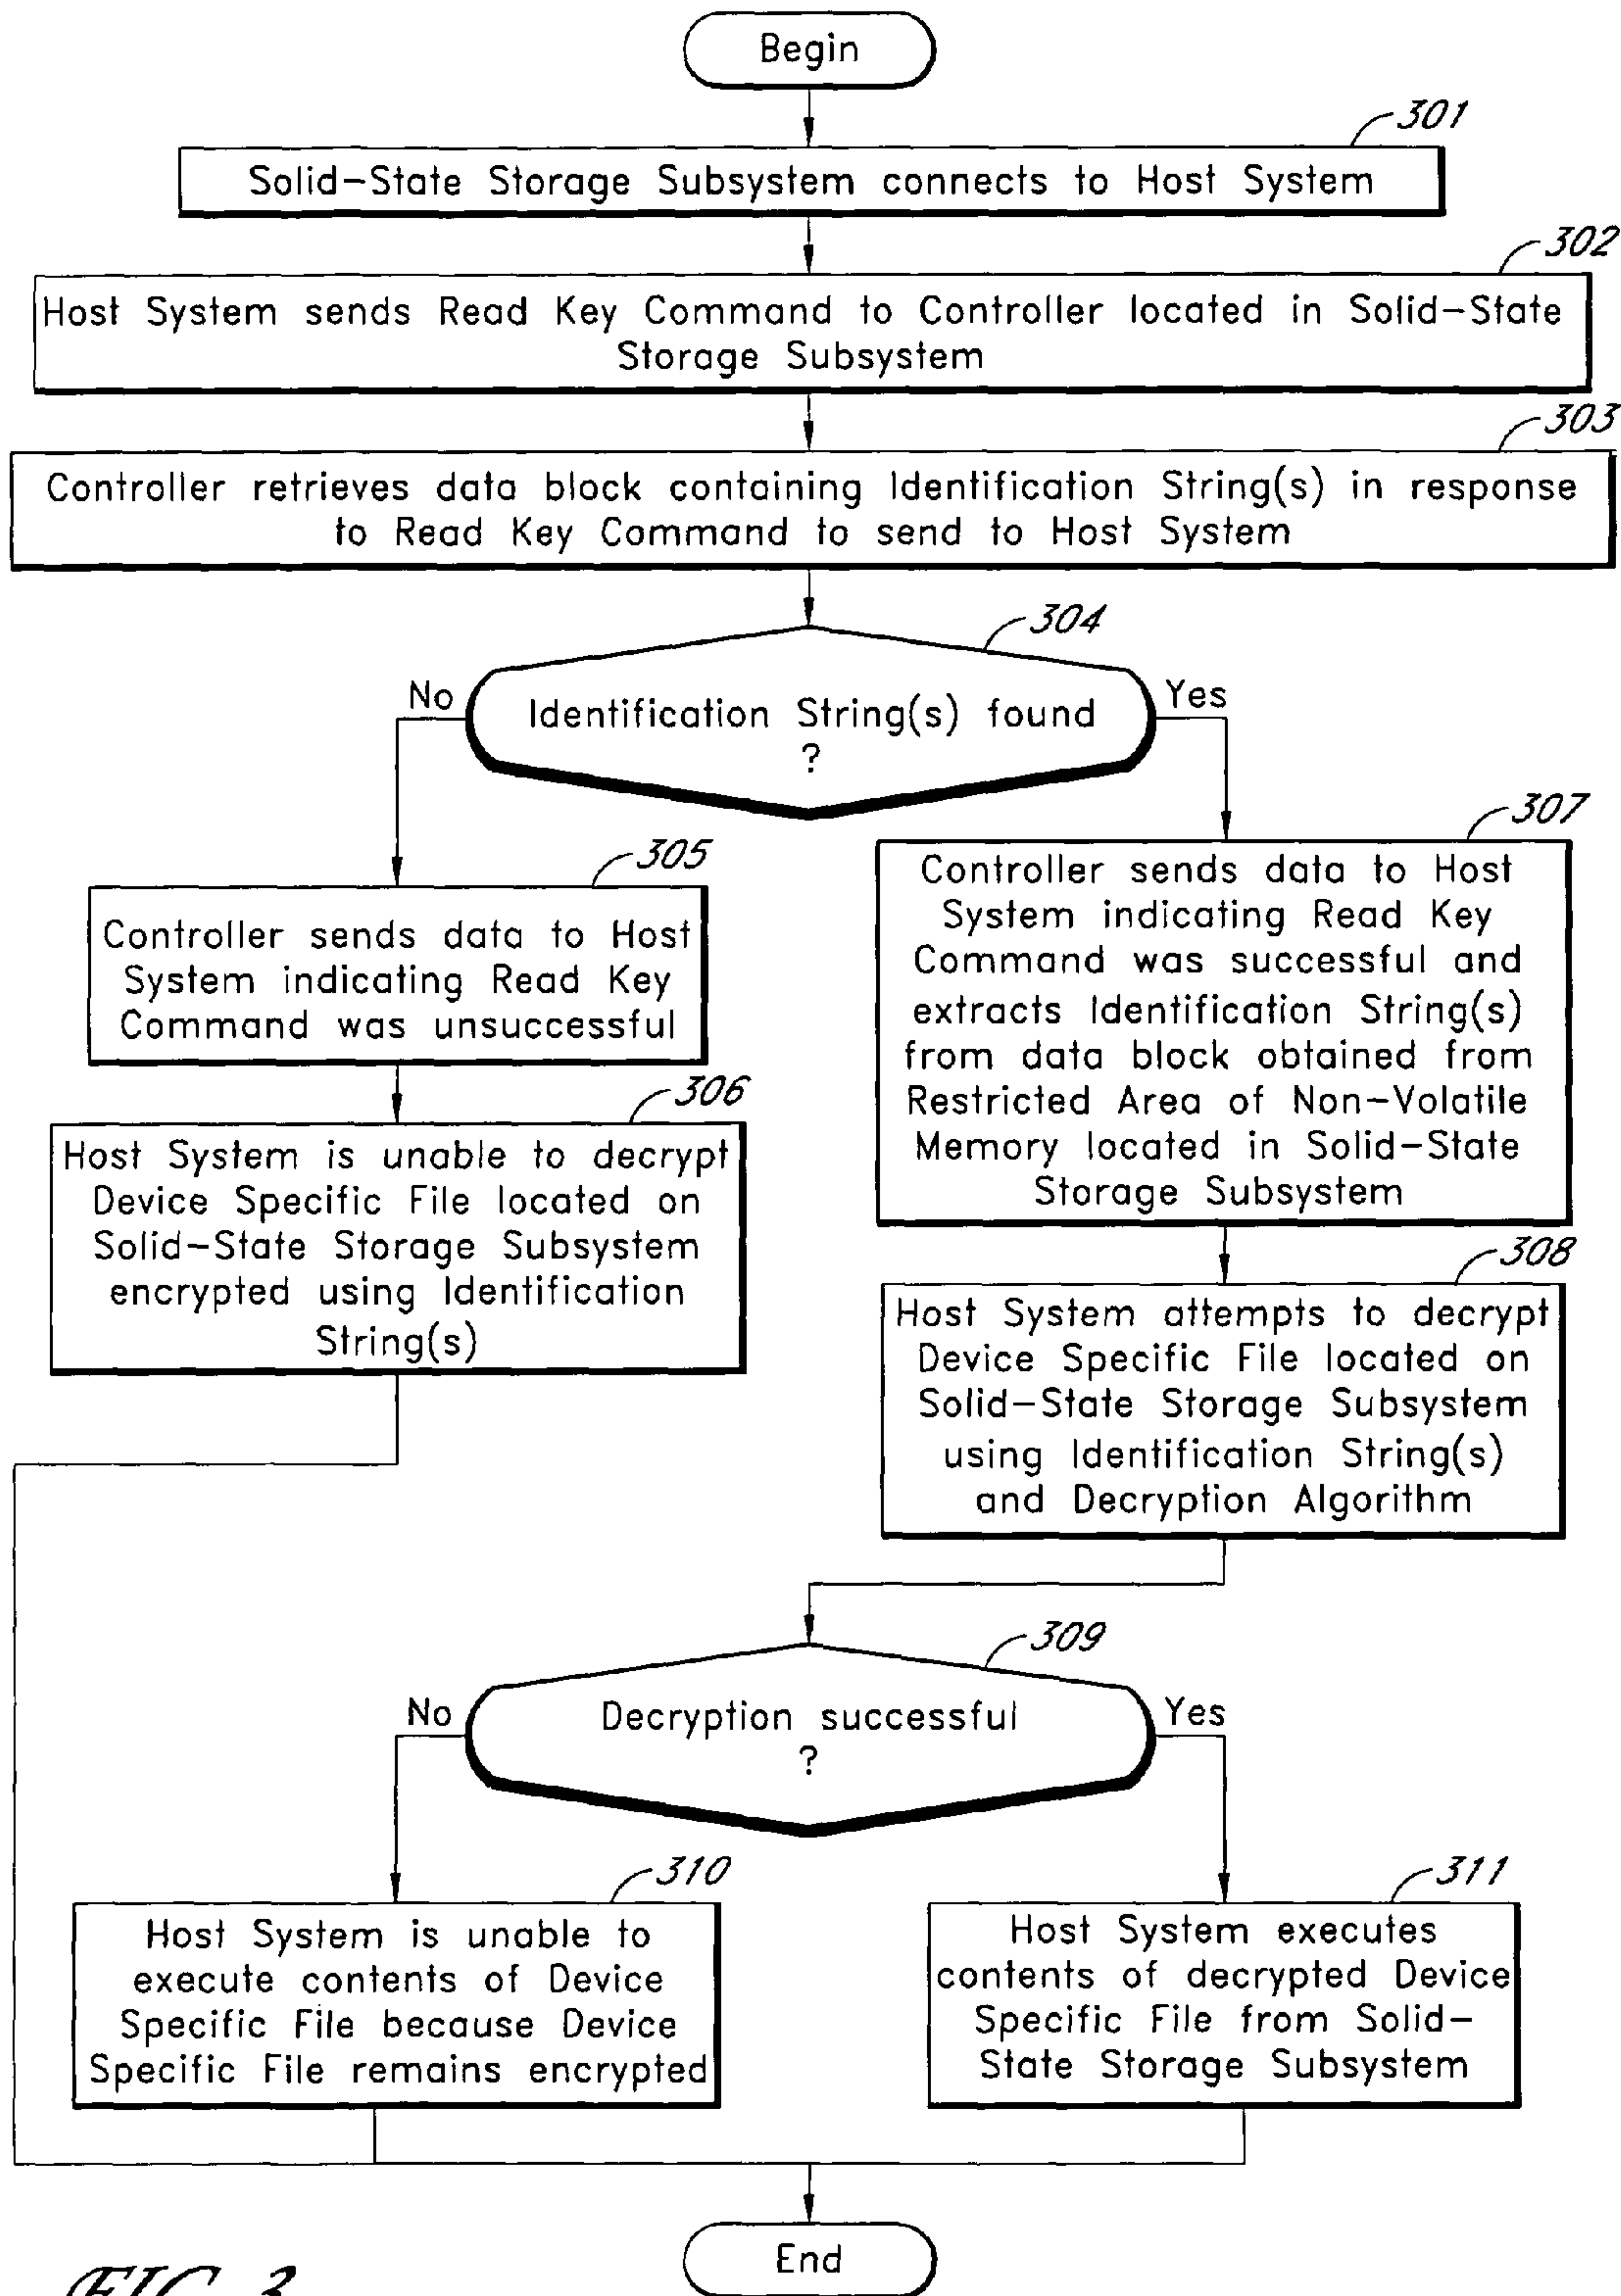 Begin
301
Solid-State Storage Subsystem connects to Host System
302
Host System sends Read Key Command to Controller located in Solid-State
Storage Subsystem
303
Controller retrieves data block containing Identification String(s) in response
to Read Key Command to send to Host System
304
Identification String(s) found
?
No
Yes
305
Controller sends data to Host
System indicating Read Key
Command was unsuccessful
306
Host System is unable to decrypt
Device Specific File located on
Solid-State Storage Subsystem
encrypted using Identification
String(s)
307
Controller sends data to Host
System indicating Read Key
Command was successful and
extracts Identification String(s)
from data block obtained from
Restricted Area of Non-Volatile
Memory located in Solid-State
Storage Subsystem
308
Host System attempts to decrypt
Device Specific File located on
Solid-State Storage Subsystem
using Identification String(s)
and Decryption Algorithm
309
Decryption successful
?
No
Yes
310
Host System is unable to
execute contents of Device
Specific File because Device
Specific File remains encrypted
311
Host System executes
contents of decrypted Device
Specific File from Solid-
State Storage Subsystem
End
FIG. 3